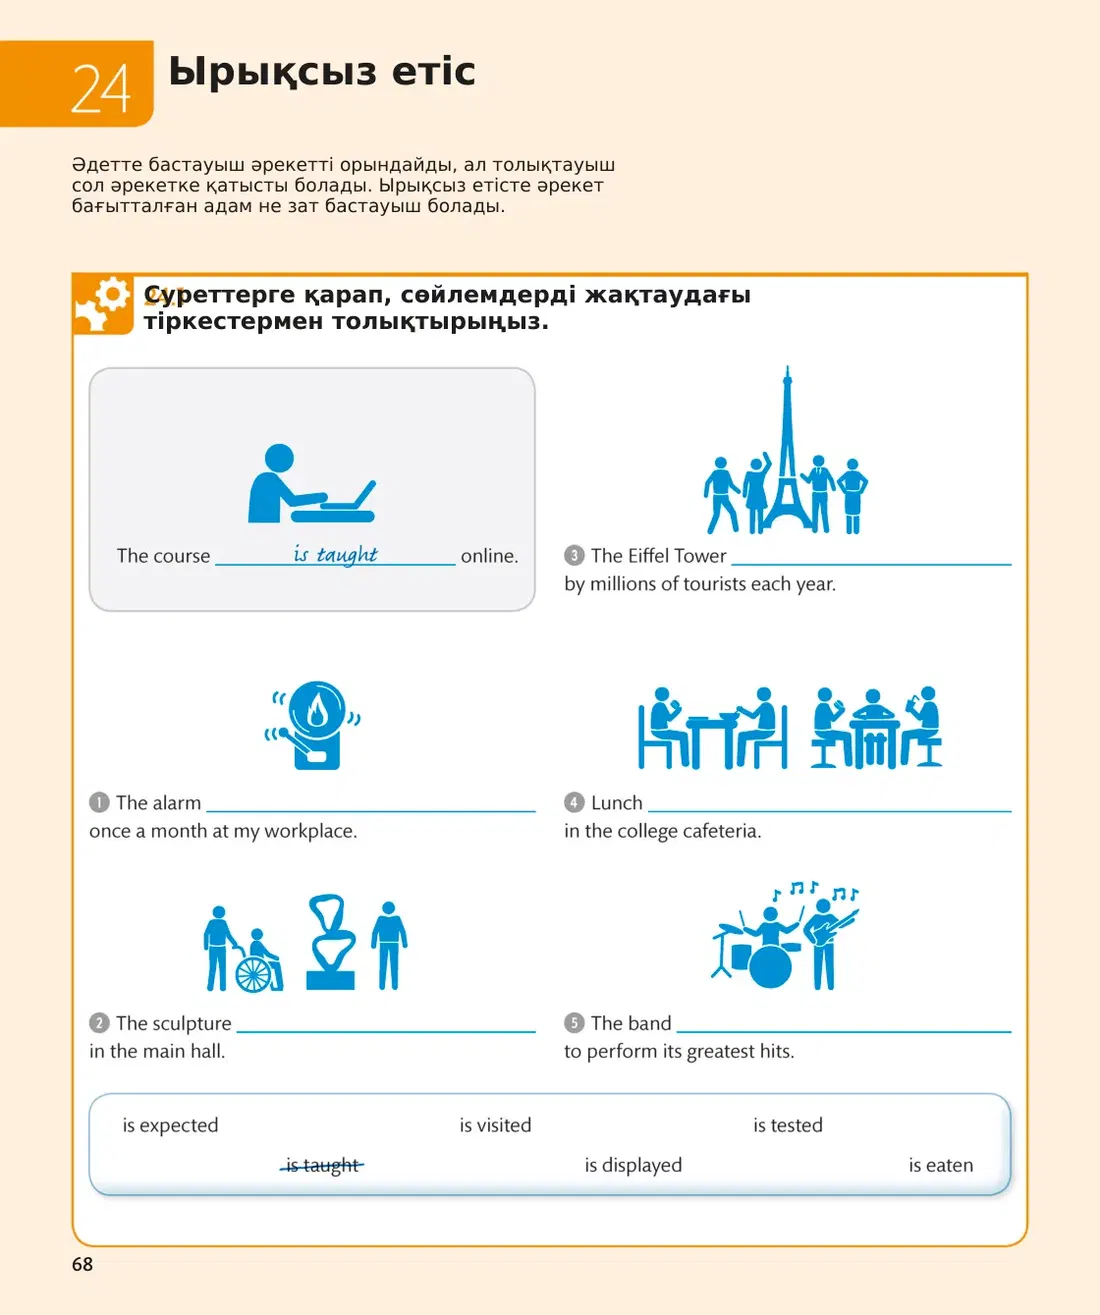 24
Ырықсыз етіс
Әдетте бастауыш әрекетті орындайды, ал толықтауыш
сол әрекетке қатысты болады. Ырықсыз етісте әрекет
бағытталған адам не зат бастауыш болады.
Суреттерге қарап, сөйлемдерді жақтаудағы
тіркестермен толықтырыңыз.
The course is taught online.
3 The Eiffel Tower
by millions of tourists each year.
1 The alarm
once a month at my workplace.
4 Lunch
in the college cafeteria.
2 The sculpture
in the main hall.
5 The band
to perform its greatest hits.
is expected is visited is tested
is taught is displayed is eaten
68